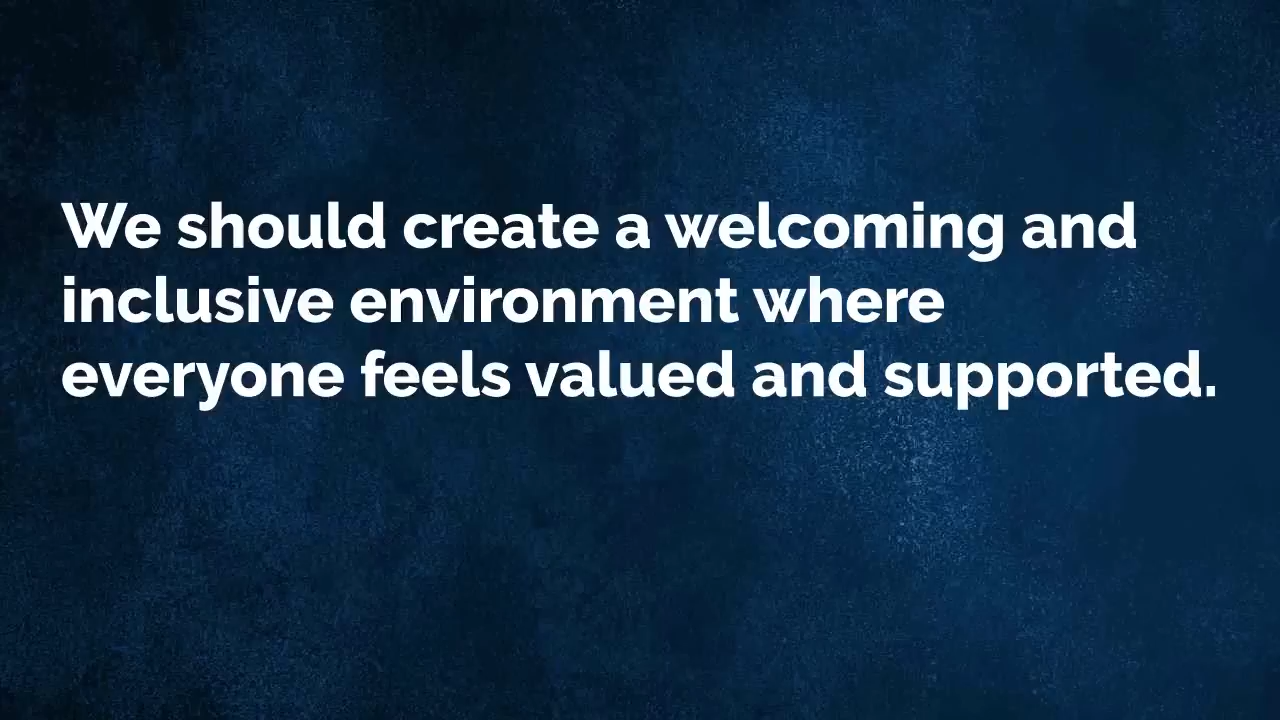 We should create a welcoming and
inclusive environment where
everyone feels valued and supported.